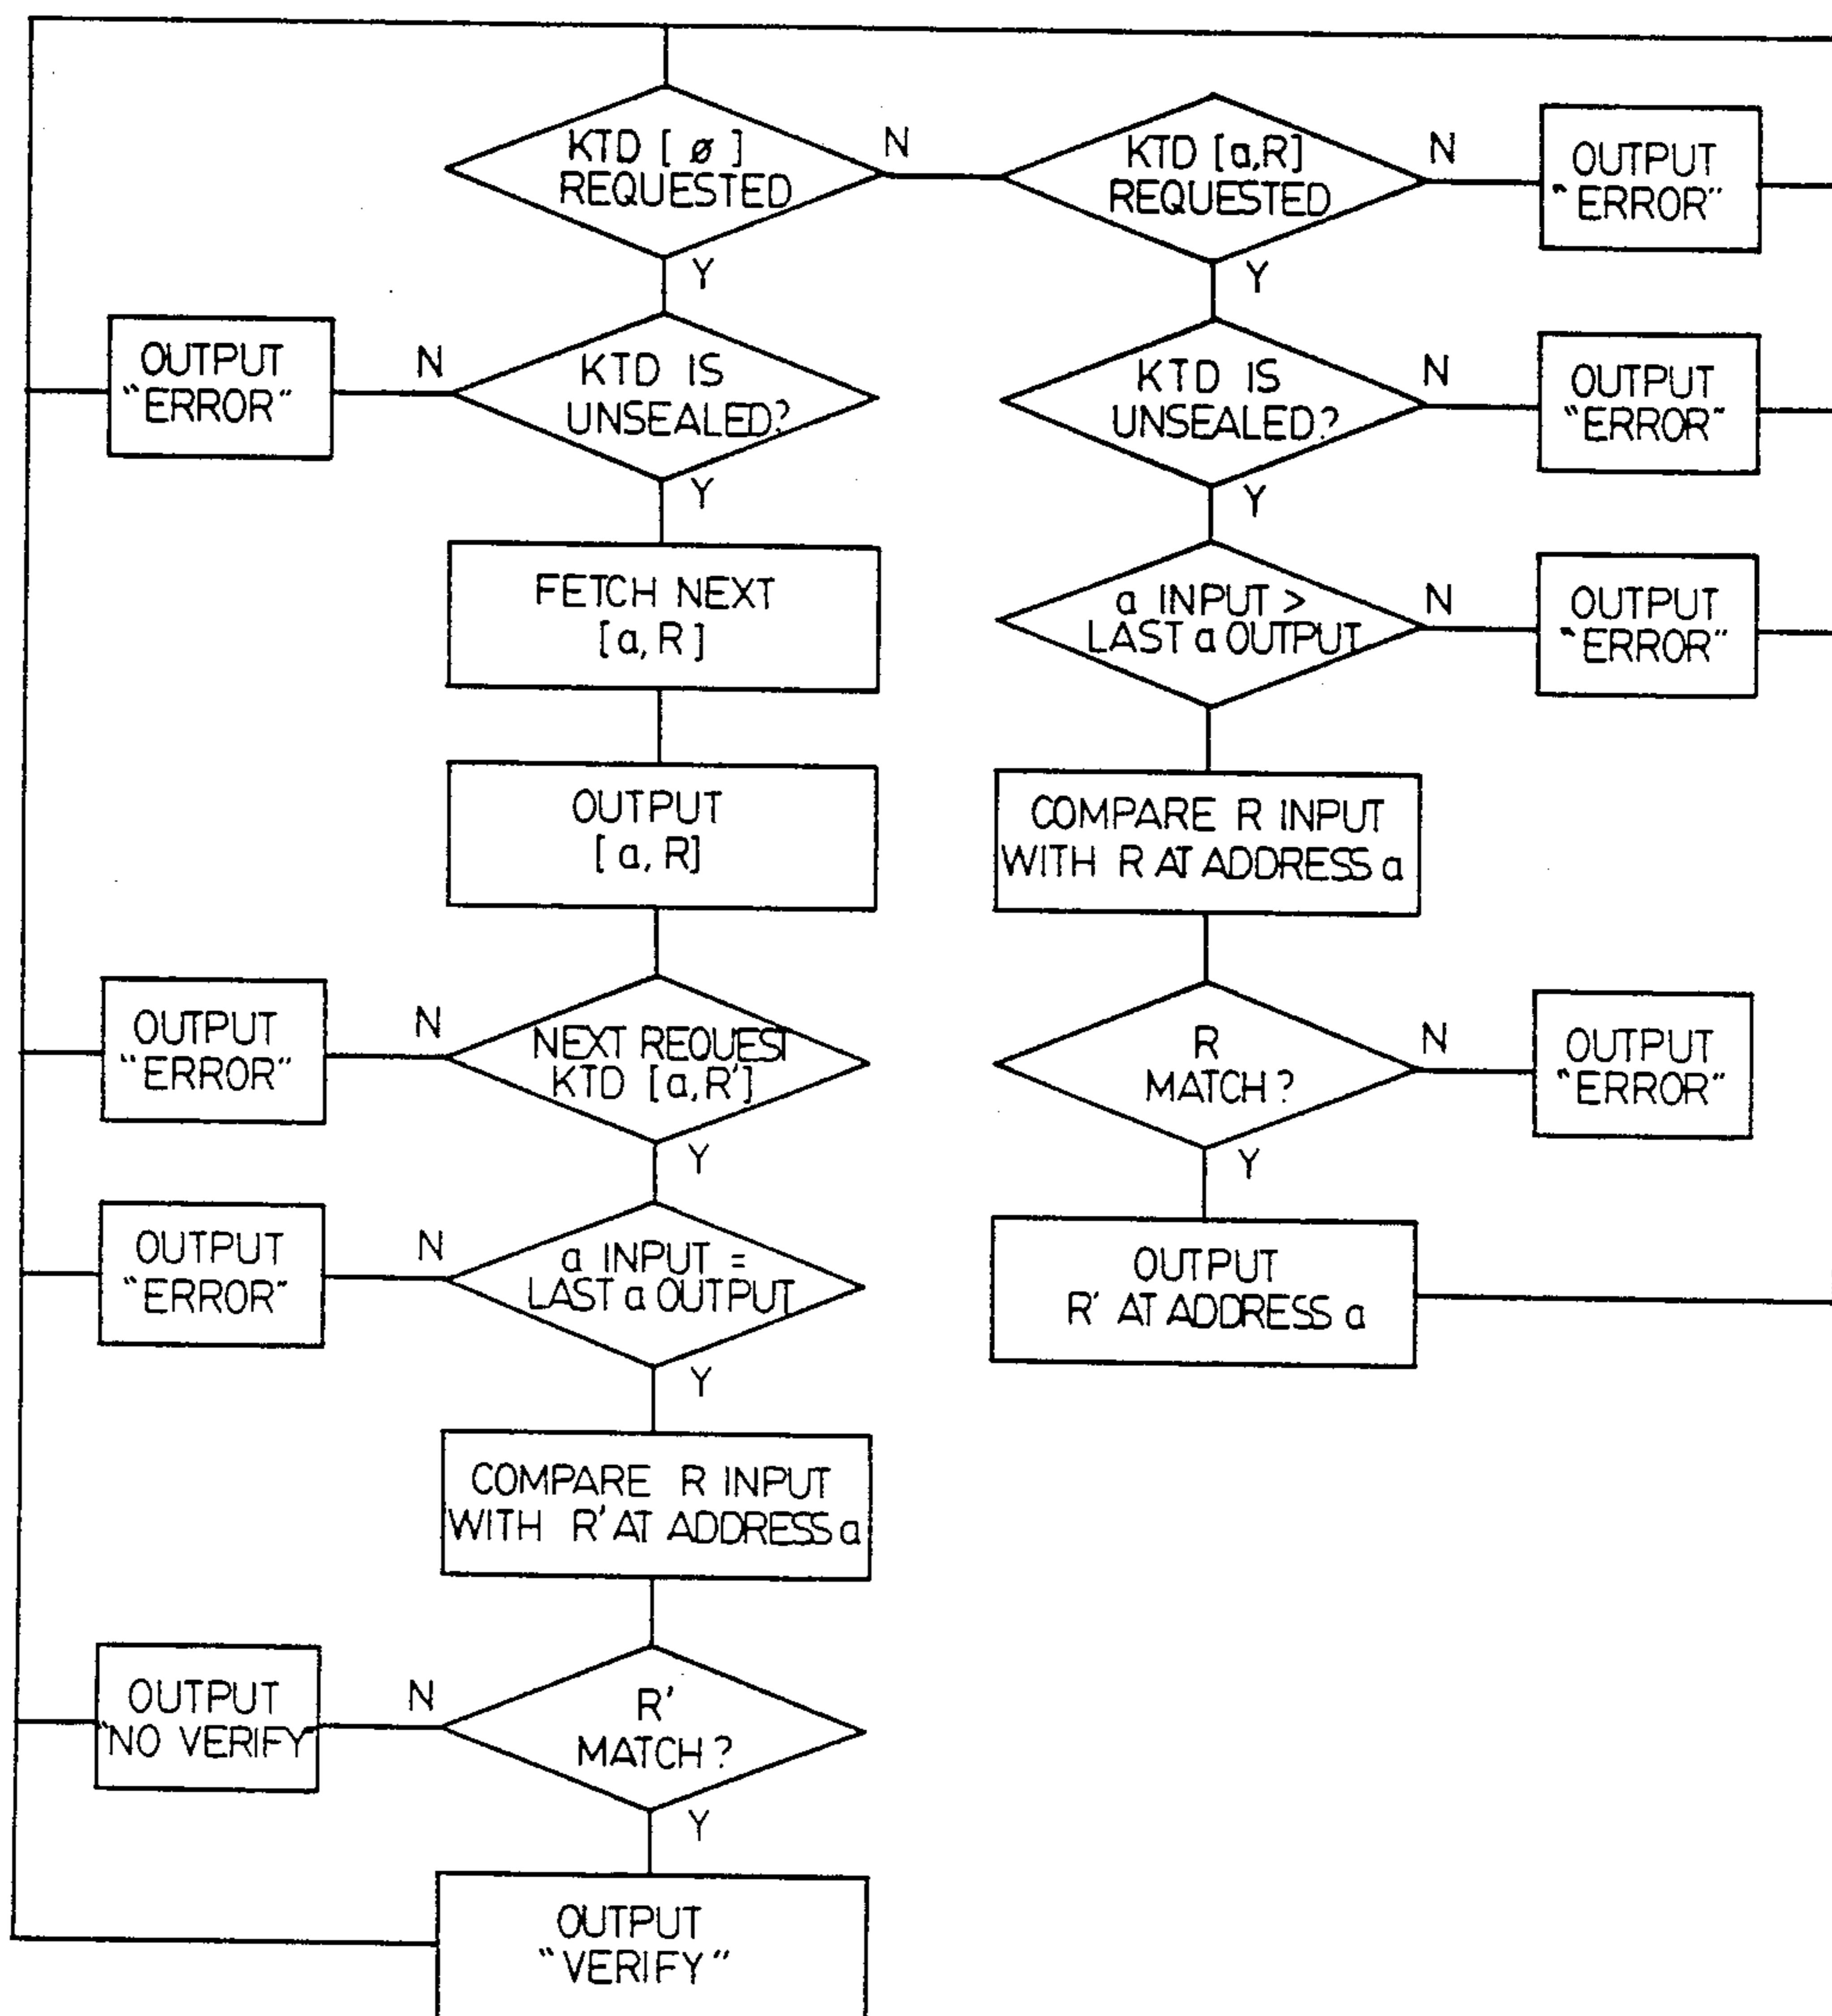 KTD [ ø ]
REQUESTED
N
Y
KTD [a,R]
REQUESTED
N
Y
OUTPUT
"ERROR"
OUTPUT
"ERROR"
N
KTD IS
UNSEALED?
Y
KTD IS
UNSEALED?
N
Y
OUTPUT
"ERROR"
FETCH NEXT
[a, R]
a INPUT >
LAST a OUTPUT
N
OUTPUT
"ERROR"
OUTPUT
[a, R]
COMPARE R INPUT
WITH R AT ADDRESS a
OUTPUT
"ERROR"
N
NEXT REQUEST
KTD [a,R']
Y
R
MATCH?
N
Y
OUTPUT
"ERROR"
OUTPUT
"ERROR"
N
a INPUT =
LAST a OUTPUT
Y
OUTPUT
R' AT ADDRESS a
COMPARE R INPUT
WITH R' AT ADDRESS a
OUTPUT
"NO VERIFY"
N
R'
MATCH?
Y
OUTPUT
"VERIFY"